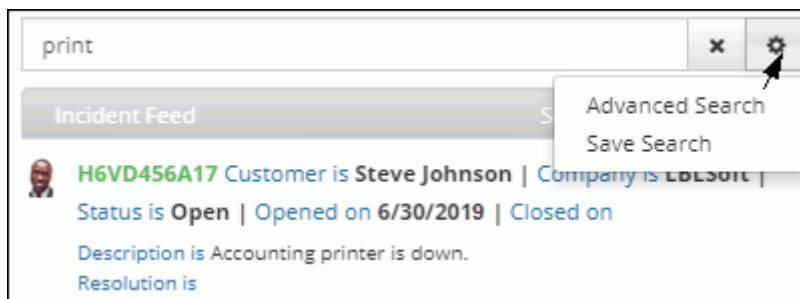 print
Advanced Search
Save Search
Incident Feed
H6VD456A17 Customer is Steve Johnson | Company is LBLSoft |
Status is Open | Opened on 6/30/2019 | Closed on
Description is Accounting printer is down.
Resolution is